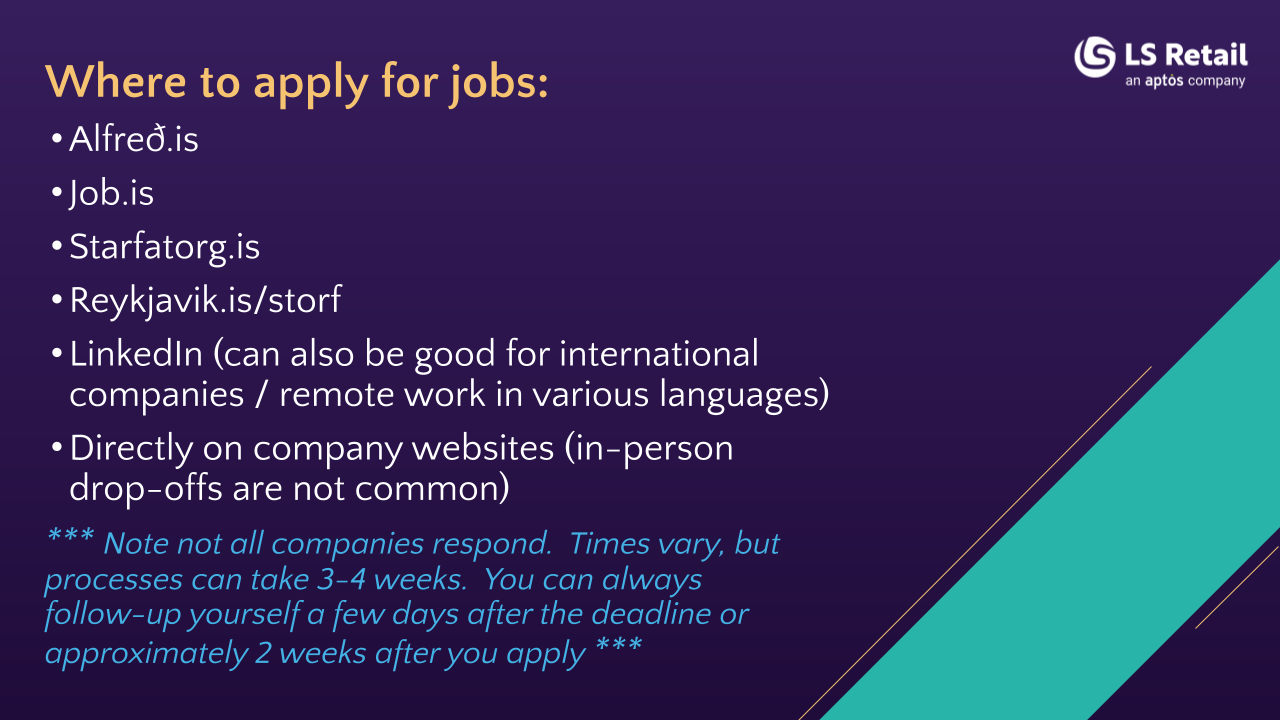 LS Retail
an aptos company
Where to apply for jobs:
•Alfreð.is
•Job.is
•Starfatorg.is
•Reykjavik.is/storf
•LinkedIn (can also be good for international
companies / remote work in various languages)
•Directly on company websites (in-person
drop-offs are not common)
*** Note not all companies respond.  Times vary, but
processes can take 3-4 weeks.  You can always
follow-up yourself a few days after the deadline or
approximately 2 weeks after you apply ***